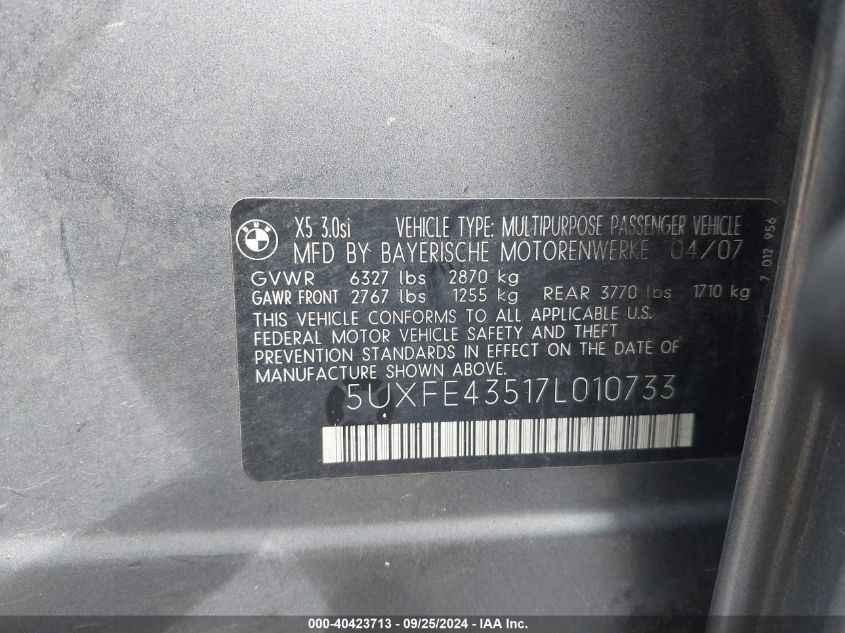 BMW
X5 3.0si VEHICLE TYPE: MULTIPURPOSE PASSENGER VEHICLE
MFD BY BAYERISCHE MOTORENWERKE 04/07
GVWR 6327 lbs 2870 kg
GAWR FRONT 2767 lbs 1255 kg REAR 3770 lbs 1710 kg
THIS VEHICLE CONFORMS TO ALL APPLICABLE U.S.
FEDERAL MOTOR VEHICLE SAFETY AND THEFT
PREVENTION STANDARDS IN EFFECT ON THE DATE OF
MANUFACTURE SHOWN ABOVE.
5UXFE43517L010733
7 012 956
000-40423713 - 09/25/2024 - IAA Inc.